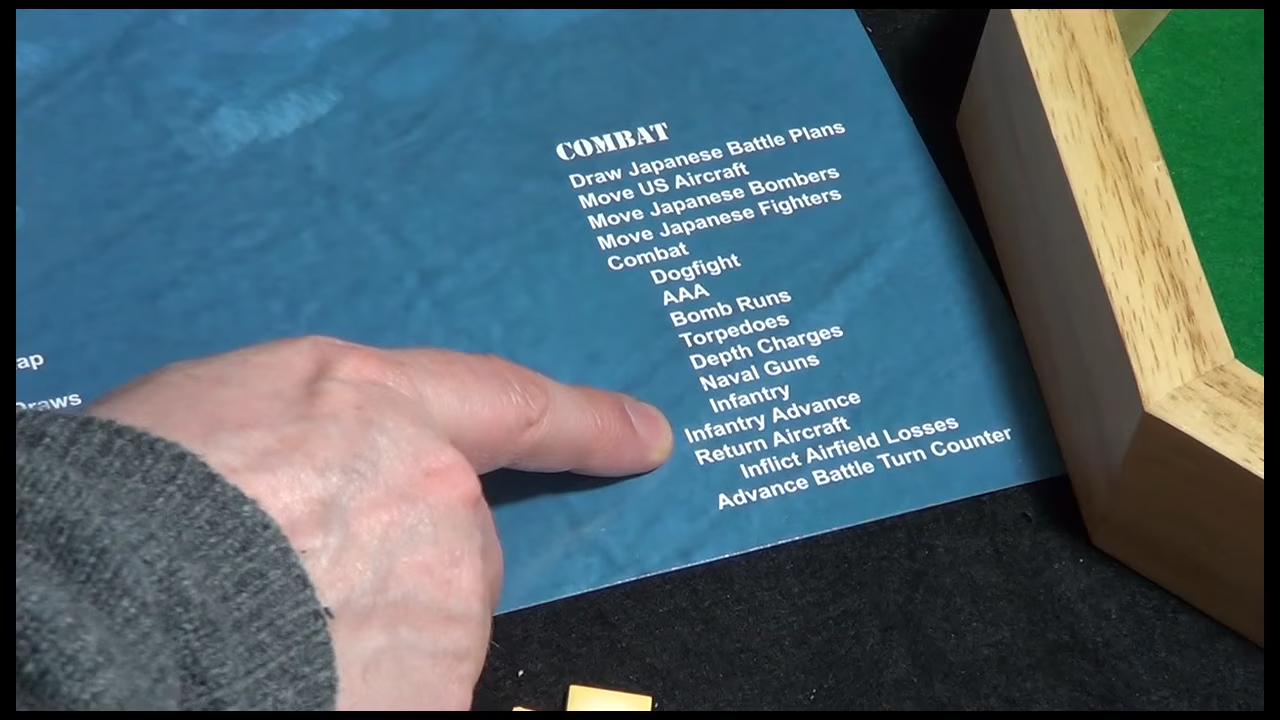 COMBAT
Draw Japanese Battle Plans
Move US Aircraft
Move Japanese Bombers
Move Japanese Fighters
Combat
Dogfight
AAA
Bomb Runs
Torpedoes
Depth Charges
Naval Guns
Infantry
Infantry Advance
Return Aircraft
Inflict Airfield Losses
Advance Battle Turn Counter
ap
Draws